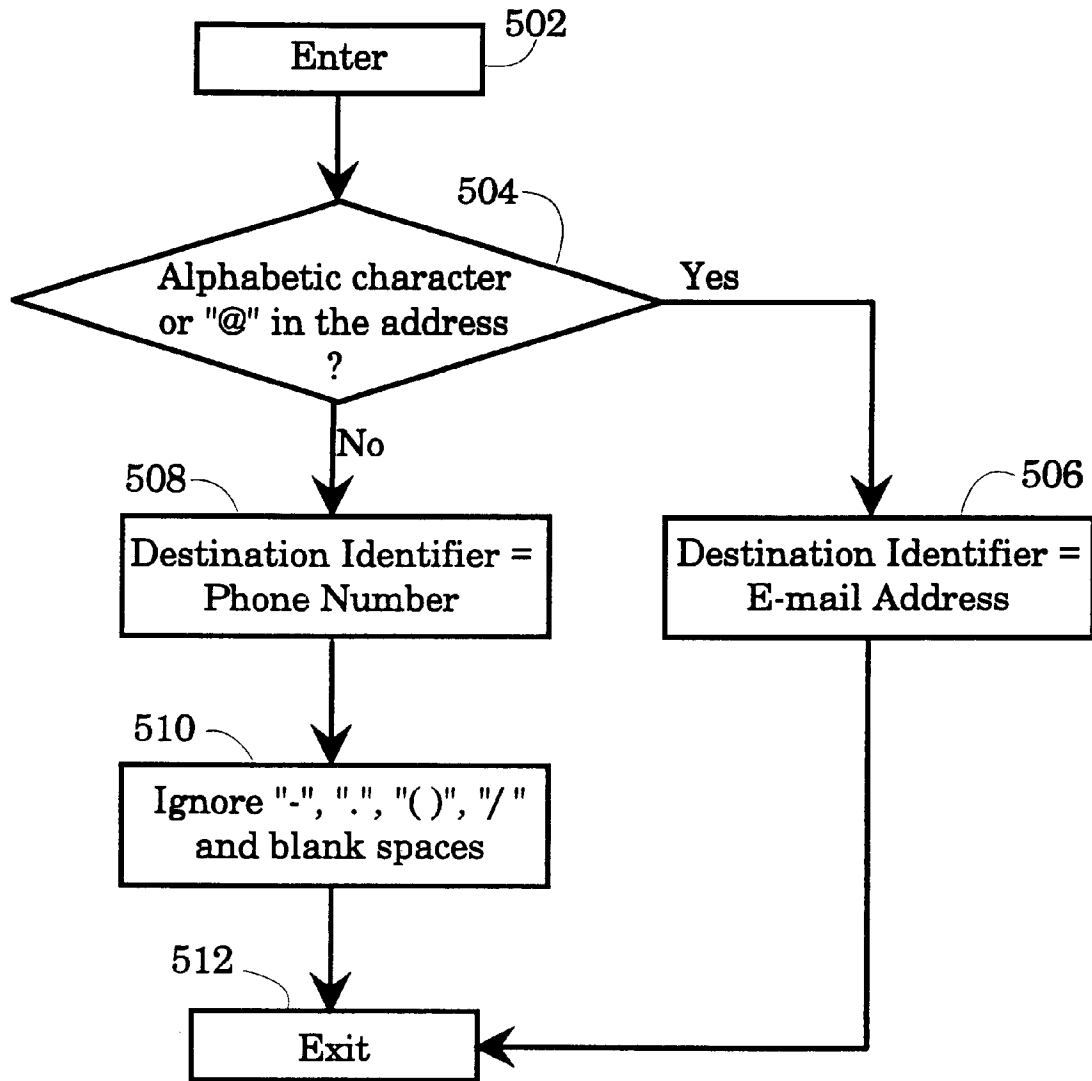 502
Enter
504
Alphabetic character
or "@" in the address
?
Yes
No
508
506
Destination Identifier =
Phone Number
Destination Identifier =
E-mail Address
510
Ignore "-", ".", "( )", "/ "
and blank spaces
512
Exit